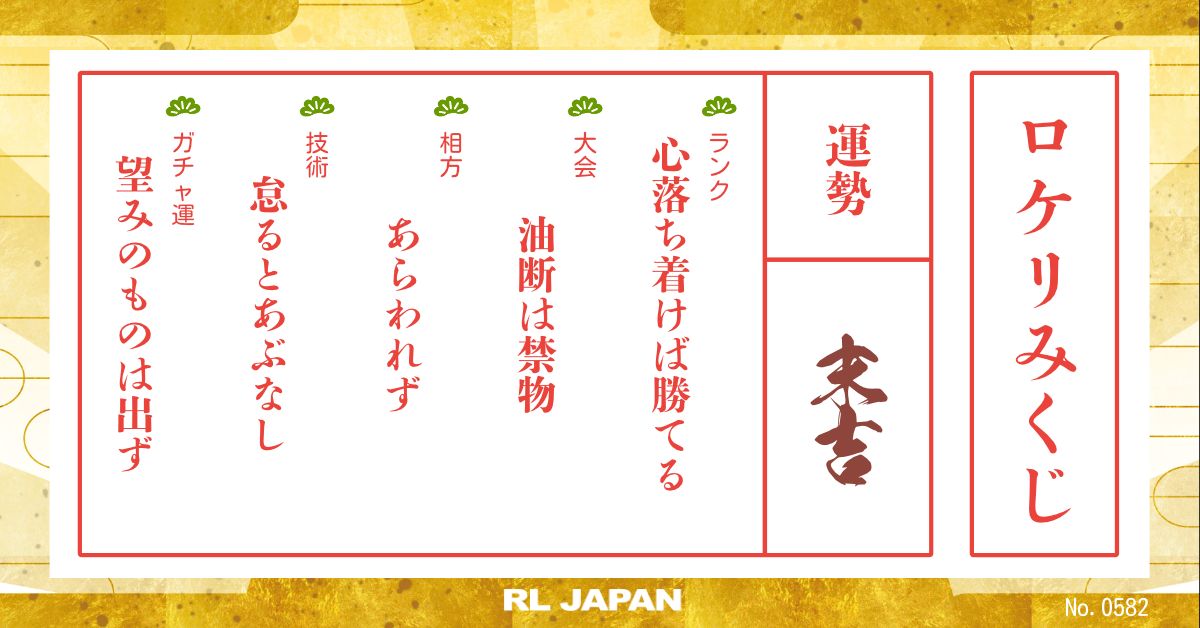 ロケリみくじ
運勢
末吉
ランク
心落ち着けば勝てる
大会
油断は禁物
相方
あらわれず
技術
怠るとあぶなし
ガチャ運
望みのものは出ず
RL JAPAN
No. 0582